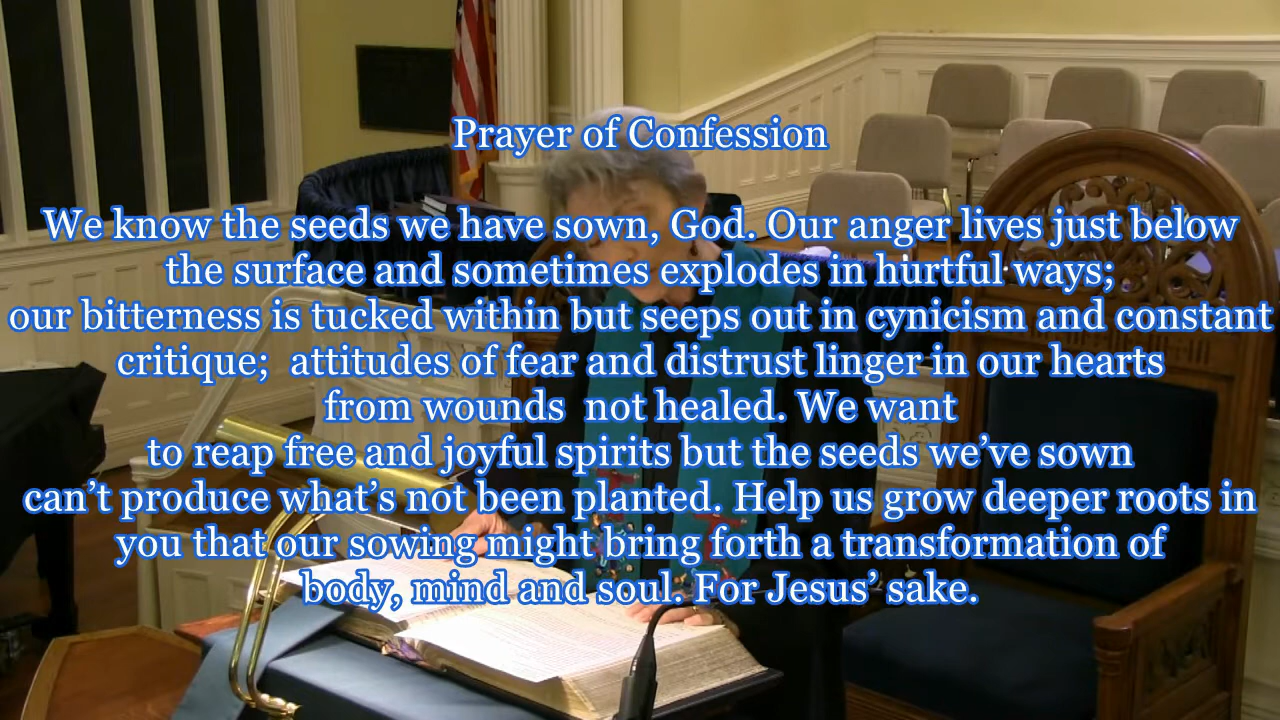 Prayer of Confession
We know the seeds we have sown, God. Our anger lives just below
the surface and sometimes explodes in hurtful ways;
our bitterness is tucked within but seeps out in cynicism and constant
critique;  attitudes of fear and distrust linger in our hearts
from wounds  not healed. We want
to reap free and joyful spirits but the seeds we’ve sown
can’t produce what’s not been planted. Help us grow deeper roots in
you that our sowing might bring forth a transformation of
body, mind and soul. For Jesus’ sake.